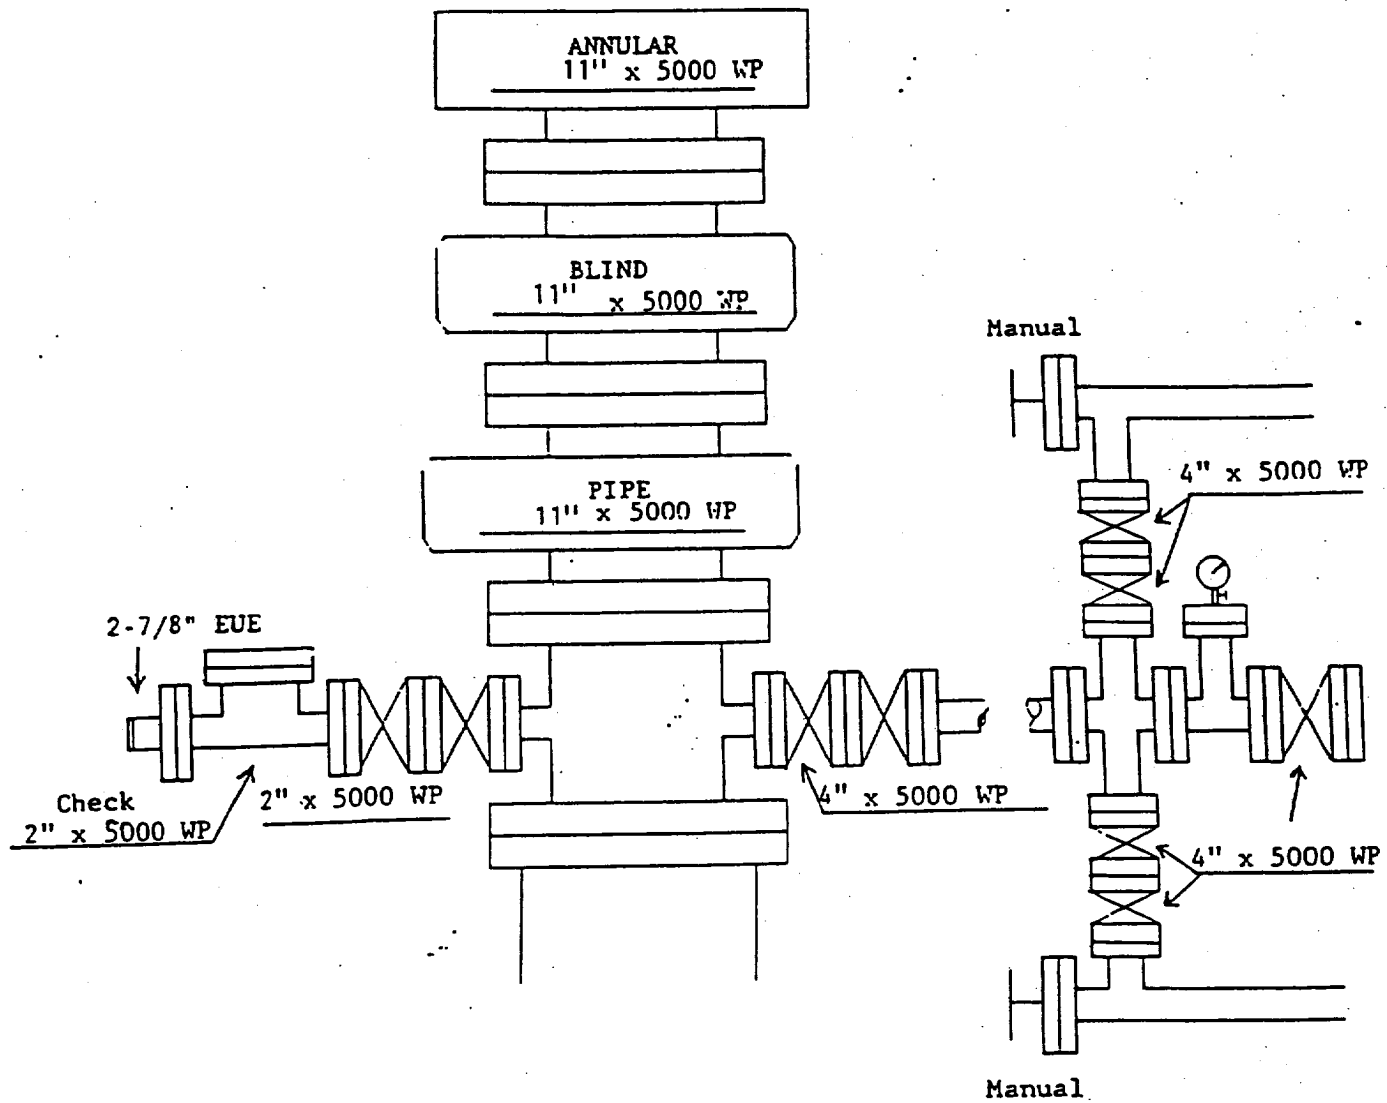 ANNULAR
11" x 5000 WP
BLIND
11" x 5000 WP
PIPE
11" x 5000 WP
Manual
4" x 5000 WP
2-7/8" EUE
Check
2" x 5000 WP
2" x 5000 WP
4" x 5000 WP
4" x 5000 WP
Manual